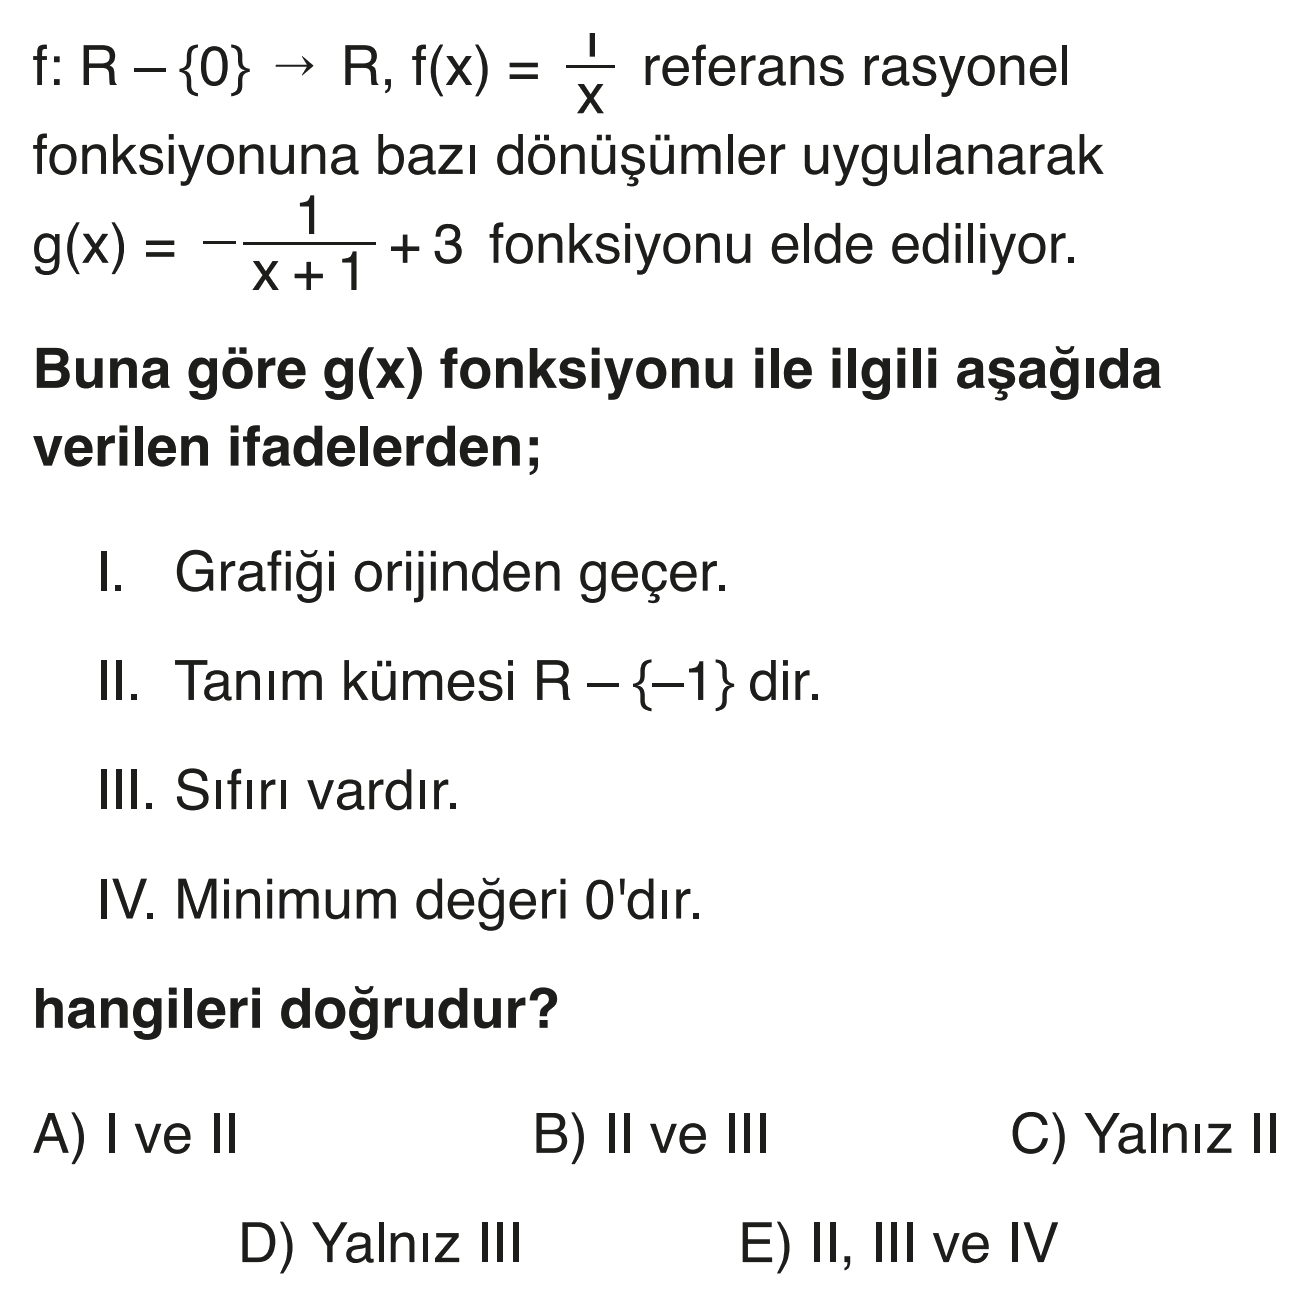 f: R – {0} → R, f(x) = 1/x referans rasyonel
fonksiyonuna bazı dönüşümler uygulanarak
g(x) = –1/(x + 1) + 3 fonksiyonu elde ediliyor.
Buna göre g(x) fonksiyonu ile ilgili aşağıda
verilen ifadelerden;
I. Grafiği orijinden geçer.
II. Tanım kümesi R – {–1} dir.
III. Sıfırı vardır.
IV. Minimum değeri 0'dır.
hangileri doğrudur?
A) I ve II B) II ve III C) Yalnız II
D) Yalnız III E) II, III ve IV